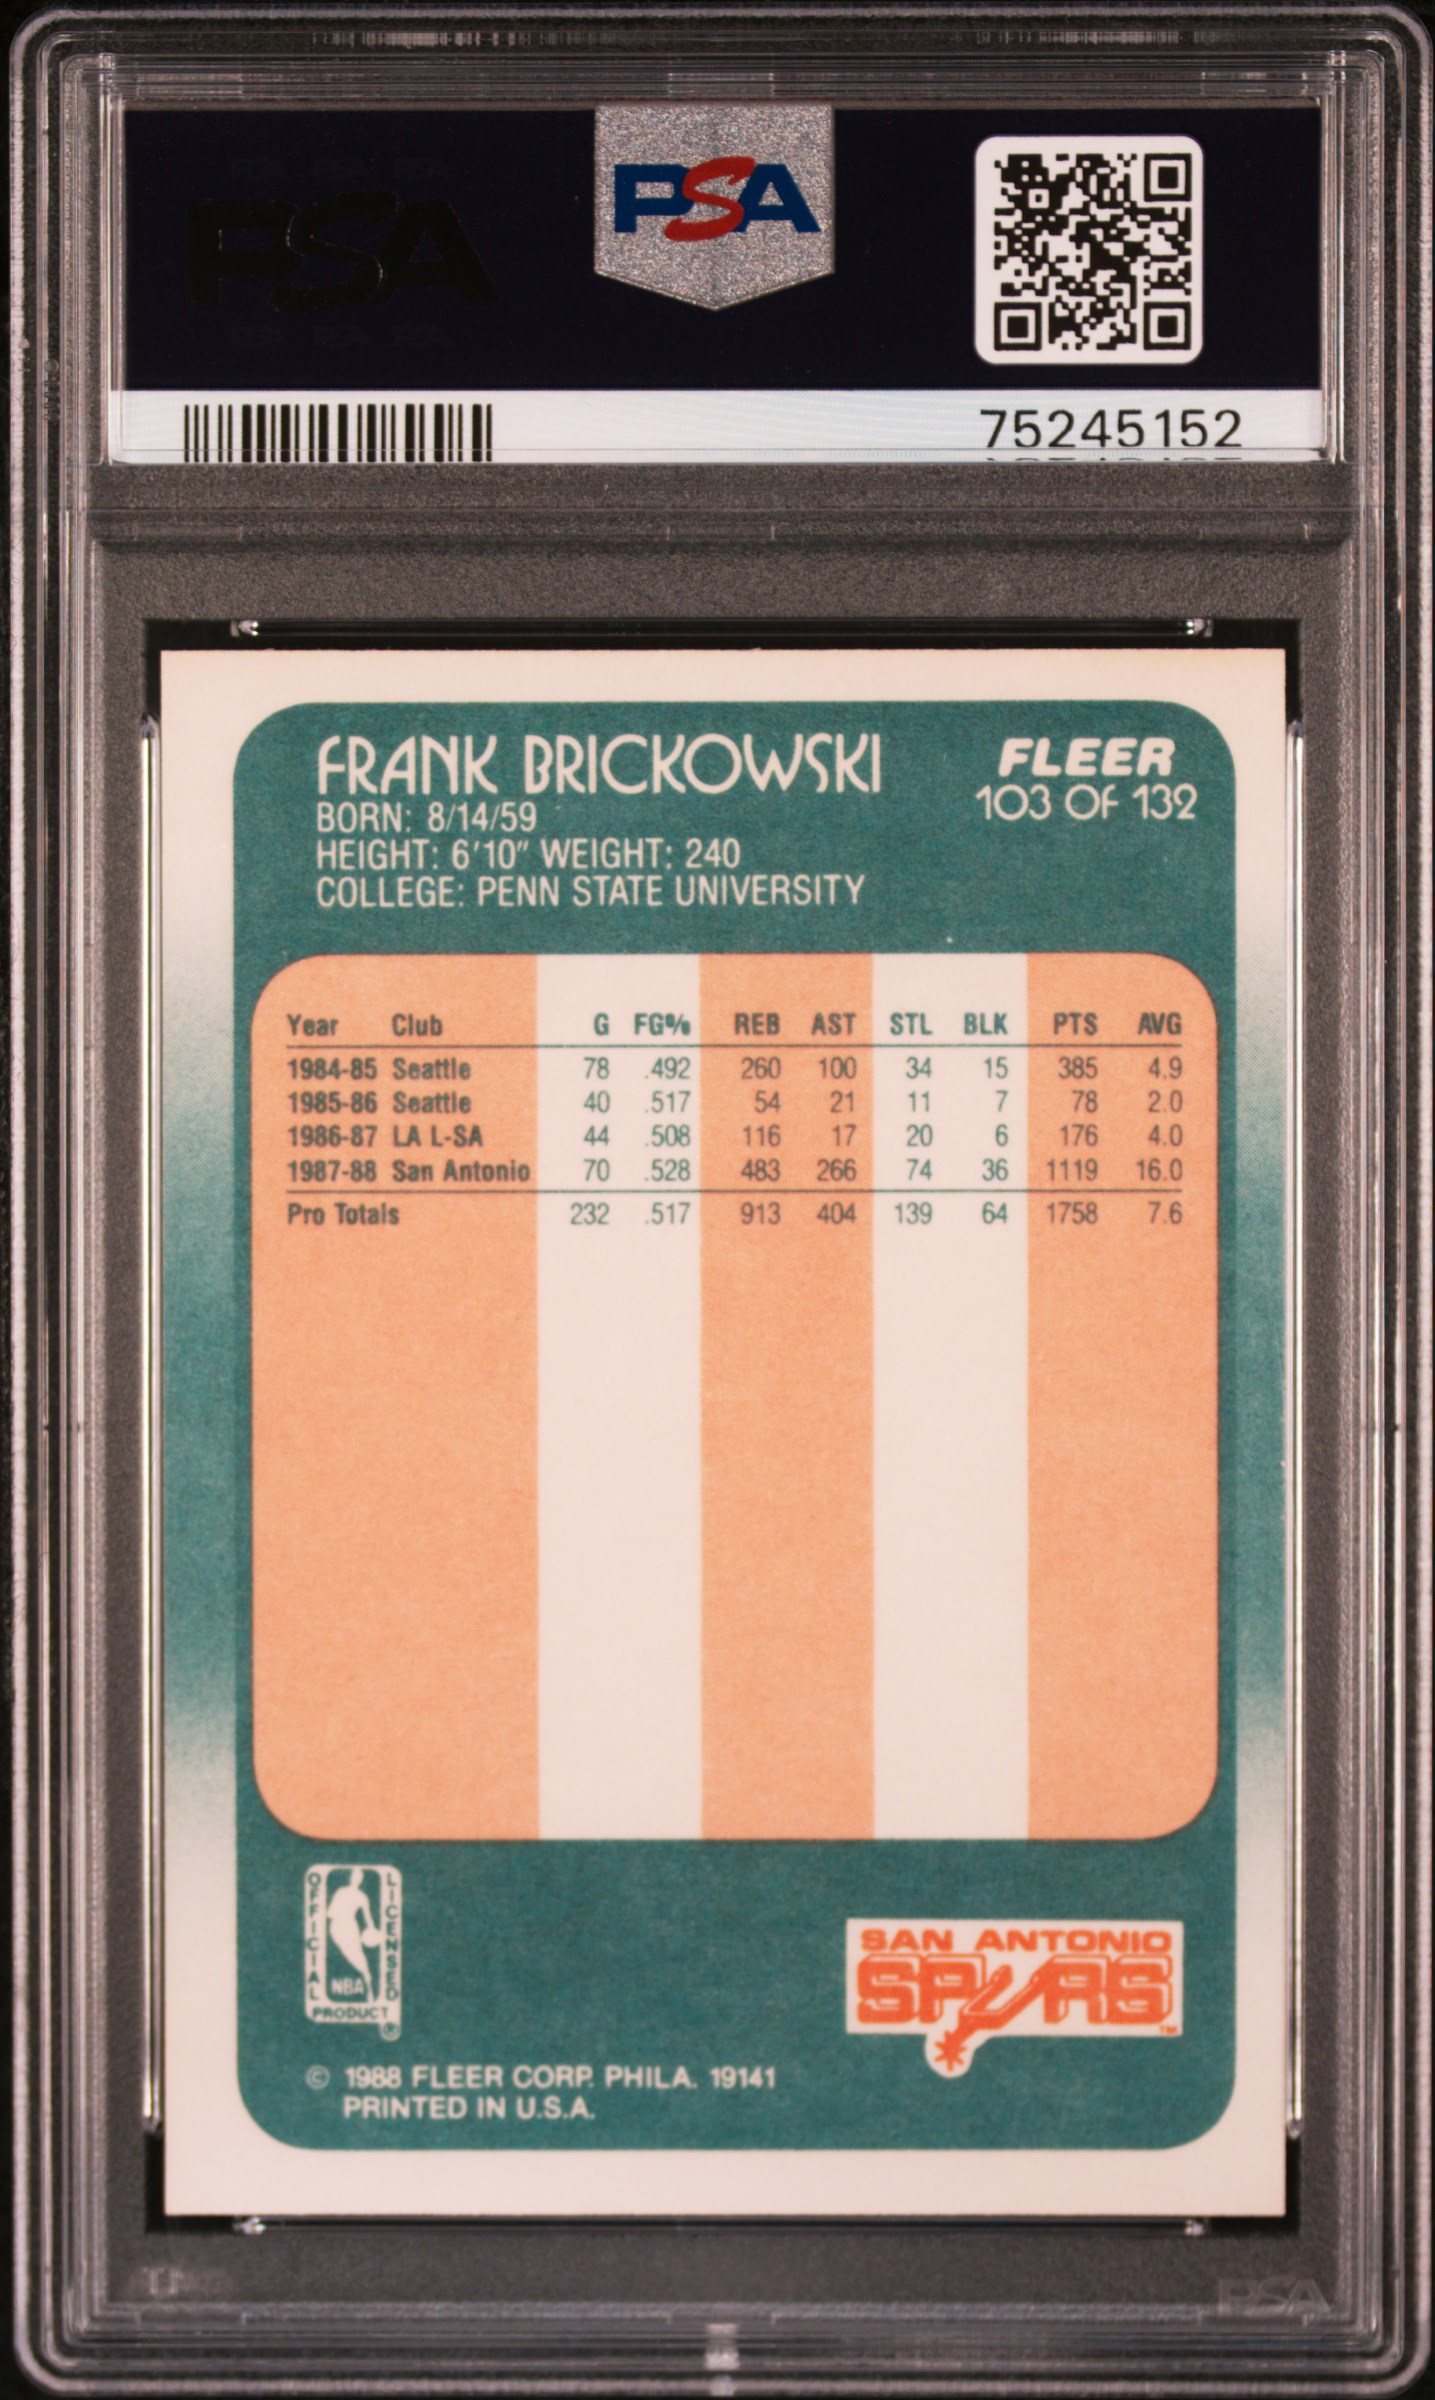 PSA
PSA
75245152
FRANK BRICKOWSKI
FLEER
BORN: 8/14/59
103 OF 132
HEIGHT: 6'10" WEIGHT: 240
COLLEGE: PENN STATE UNIVERSITY
Year Club G FG% REB AST STL BLK PTS AVG
1984-85 Seattle 78 .492 260 100 34 15 385 4.9
1985-86 Seattle 40 .517 54 21 11 7 78 2.0
1986-87 LA L-SA 44 .508 116 17 20 6 176 4.0
1987-88 San Antonio 70 .528 483 266 74 36 1119 16.0
Pro Totals 232 .517 913 404 139 64 1758 7.6
OFFICIAL
LICENSED
NBA
PRODUCT ®
SAN ANTONIO
SPURS
TM
© 1988 FLEER CORP. PHILA. 19141
PRINTED IN U.S.A.
PSA